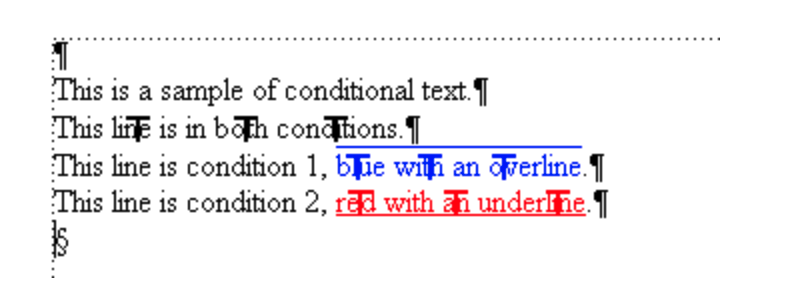 ¶
This is a sample of conditional text.¶
This line is in both conditions.¶
This line is condition 1, blue with an overline.¶
This line is condition 2, red with an underline.¶
§